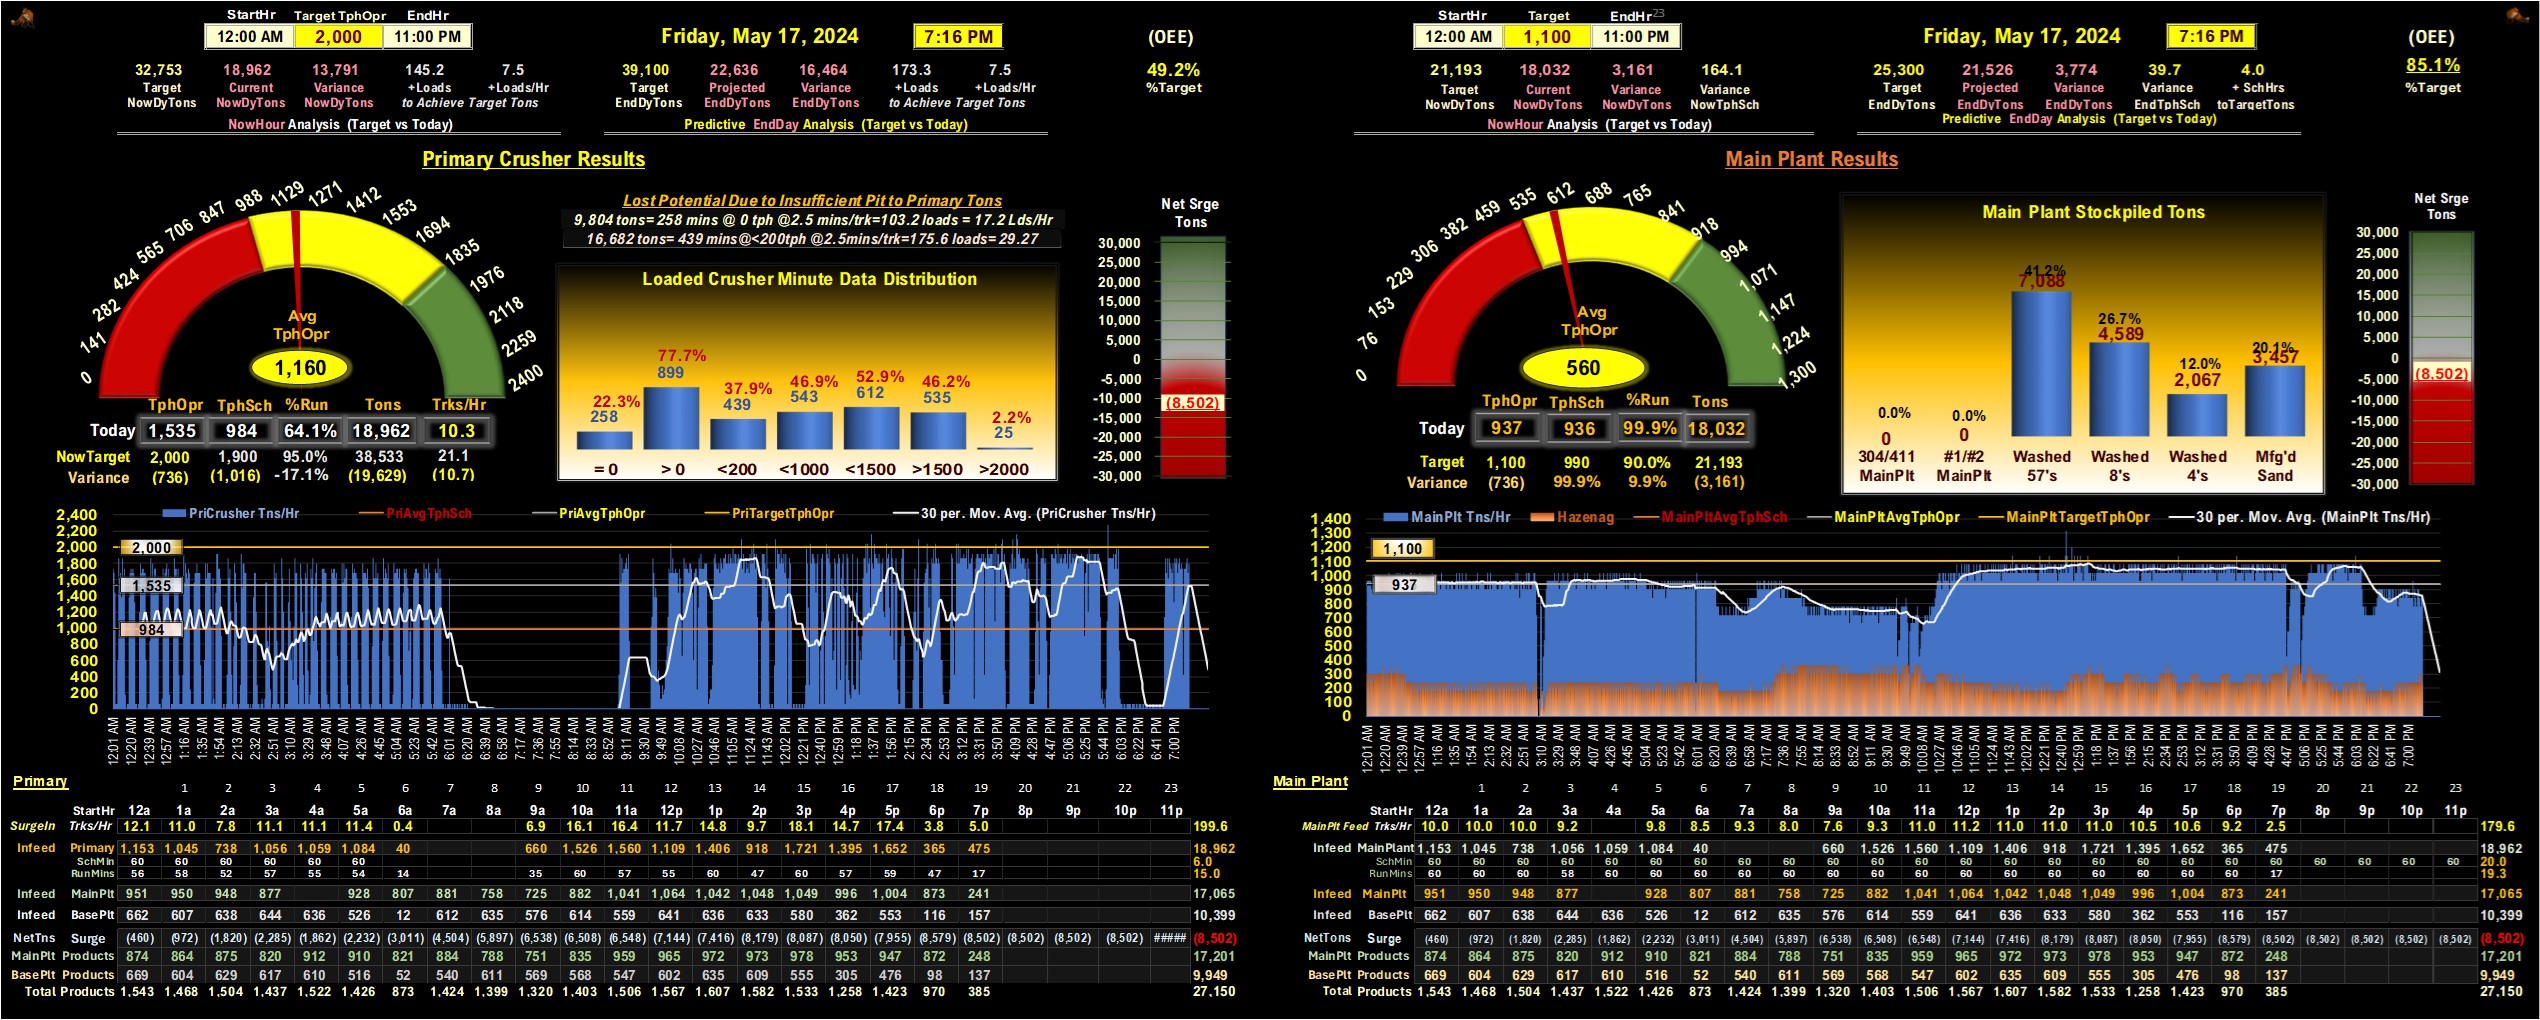 StartHr Target TphOpr EndHr
12:00 AM 2,000 11:00 PM
Friday, May 17, 2024 7:16 PM (OEE)
32,753 18,962 13,791 145.2 7.5
Target Current Variance +Loads +Loads/Hr
NowDyTons NowDyTons NowDyTons to Achieve Target Tons
NowHour Analysis (Target vs Today)
39,100 22,636 16,464 173.3 7.5
Target Projected Variance +Loads +Loads/Hr
EndDyTons EndDyTons EndDyTons to Achieve Target Tons
Predictive EndDay Analysis (Target vs Today)
49.2%
%Target
Primary Crusher Results
0 141 282 424 565 706 847 988 1129 1271 1412 1553 1694 1835 1976 2118 2259 2400
Avg
TphOpr
1,160
TphOpr TphSch %Run Tons Trks/Hr
Today 1,535 984 64.1% 18,962 10.3
NowTarget 2,000 1,900 95.0% 38,533 21.1
Variance (736) (1,016) -17.1% (19,629) (10.7)
Lost Potential Due to Insufficient Pit to Primary Tons
9,804 tons= 258 mins @ 0 tph @2.5 mins/trk=103.2 loads = 17.2 Lds/Hr
16,682 tons= 439 mins@<200tph @2.5mins/trk=175.6 loads= 29.27
Loaded Crusher Minute Data Distribution
22.3% 77.7% 37.9% 46.9% 52.9% 46.2% 2.2%
258 899 439 543 612 535 25
= 0 > 0 <200 <1000 <1500 >1500 >2000
Net Srge
Tons
30,000
25,000
20,000
15,000
10,000
5,000
0
-5,000
-10,000
(8,502)
-15,000
-20,000
-25,000
-30,000
PriCrusher Tns/Hr PriAvgTphSch PriAvgTphOpr PriTargetTphOpr 30 per. Mov. Avg. (PriCrusher Tns/Hr)
2,400
2,200
2,000
1,800
1,600
1,400
1,200
1,000
800
600
400
200
0
2,000
1,535
984
12:01 AM 12:20 AM 12:39 AM 12:57 AM 1:16 AM 1:35 AM 1:54 AM 2:13 AM 2:32 AM 2:51 AM 3:10 AM 3:29 AM 3:48 AM 4:07 AM 4:26 AM 4:45 AM 5:04 AM 5:23 AM 5:42 AM 6:01 AM 6:20 AM 6:39 AM 6:58 AM 7:17 AM 7:36 AM 7:55 AM 8:14 AM 8:33 AM 8:52 AM 9:11 AM 9:30 AM 9:49 AM 10:08 AM 10:27 AM 10:46 AM 11:05 AM 11:24 AM 11:43 AM 12:02 PM 12:21 PM 12:40 PM 12:59 PM 1:18 PM 1:37 PM 1:56 PM 2:15 PM 2:34 PM 2:53 PM 3:12 PM 3:31 PM 3:50 PM 4:09 PM 4:28 PM 4:47 PM 5:06 PM 5:25 PM 5:44 PM 6:03 PM 6:22 PM 6:41 PM 7:00 PM
Primary
1 2 3 4 5 6 7 8 9 10 11 12 13 14 15 16 17 18 19 20 21 22 23
StartHr 12a 1a 2a 3a 4a 5a 6a 7a 8a 9a 10a 11a 12p 1p 2p 3p 4p 5p 6p 7p 8p 9p 10p 11p
SurgeIn Trks/Hr 12.1 11.0 7.8 11.1 11.1 11.4 0.4 6.9 16.1 16.4 11.7 14.8 9.7 18.1 14.7 17.4 3.8 5.0 199.6
Infeed Primary 1,153 1,045 738 1,056 1,059 1,084 40 660 1,526 1,560 1,109 1,406 918 1,721 1,395 1,652 365 475 18,962
SchMin 60 60 60 60 60 60 6.0
RunMins 56 58 52 57 55 54 14 35 60 57 55 60 47 60 57 59 47 17 15.0
Infeed MainPlt 951 950 948 877 928 807 881 758 725 882 1,041 1,064 1,042 1,048 1,049 996 1,004 873 241 17,065
Infeed BasePlt 662 607 638 644 636 526 12 612 635 576 614 559 641 636 633 580 362 553 116 157 10,399
NetTns Surge (460) (972) (1,820) (2,285) (1,862) (2,232) (3,011) (4,504) (5,897) (6,538) (6,508) (6,548) (7,144) (7,416) (8,179) (8,087) (8,050) (7,955) (8,579) (8,502) (8,502) (8,502) (8,502) ##### (8,502)
MainPlt Products 874 864 875 820 912 910 821 884 788 751 835 959 965 972 973 978 953 947 872 248 17,201
BasePlt Products 669 604 629 617 610 516 52 540 611 569 568 547 602 635 609 555 305 476 98 137 9,949
Total Products 1,543 1,468 1,504 1,437 1,522 1,426 873 1,424 1,399 1,320 1,403 1,506 1,567 1,607 1,582 1,533 1,258 1,423 970 385 27,150
StartHr Target EndHr 23
12:00 AM 1,100 11:00 PM
Friday, May 17, 2024 7:16 PM (OEE)
21,193 18,032 3,161 164.1
Target Current Variance Variance
NowDyTons NowDyTons NowDyTons NowTphSch
NowHour Analysis (Target vs Today)
25,300 21,526 3,774 39.7 4.0
Target Projected Variance Variance + SchHrs
EndDyTons EndDyTons EndDyTons EndTphSch toTargetTons
Predictive EndDay Analysis (Target vs Today)
85.1%
%Target
Main Plant Results
0 76 153 229 306 382 459 535 612 688 765 841 918 994 1,071 1,147 1,224 1,300
Avg
TphOpr
560
TphOpr TphSch %Run Tons
Today 937 936 99.9% 18,032
Target 1,100 990 90.0% 21,193
Variance (736) 99.9% 9.9% (3,161)
Main Plant Stockpiled Tons
0.0% 0.0% 41.2% 26.7% 12.0% 20.1%
0 0 7,088 4,589 2,067 3,457
304/411 #1/#2 Washed Washed Washed Mfg'd
MainPlt MainPlt 57's 8's 4's Sand
Net Srge
Tons
30,000
25,000
20,000
15,000
10,000
5,000
0
(8,502)
-5,000
-10,000
-15,000
-20,000
-25,000
-30,000
MainPlt Tns/Hr Hazenag MainPltAvgTphSch MainPltAvgTphOpr MainPltTargetTphOpr 30 per. Mov. Avg. (MainPlt Tns/Hr)
1,400
1,300
1,200
1,100
1,000
900
800
700
600
500
400
300
200
100
0
1,100
937
12:01 AM 12:20 AM 12:39 AM 12:57 AM 1:16 AM 1:35 AM 1:54 AM 2:13 AM 2:32 AM 2:51 AM 3:10 AM 3:29 AM 3:48 AM 4:07 AM 4:26 AM 4:45 AM 5:04 AM 5:23 AM 5:42 AM 6:01 AM 6:20 AM 6:39 AM 6:58 AM 7:17 AM 7:36 AM 7:55 AM 8:14 AM 8:33 AM 8:52 AM 9:11 AM 9:30 AM 9:49 AM 10:08 AM 10:27 AM 10:46 AM 11:05 AM 11:24 AM 11:43 AM 12:02 PM 12:21 PM 12:40 PM 12:59 PM 1:18 PM 1:37 PM 1:56 PM 2:15 PM 2:34 PM 2:53 PM 3:12 PM 3:31 PM 3:50 PM 4:09 PM 4:28 PM 4:47 PM 5:06 PM 5:25 PM 5:44 PM 6:03 PM 6:22 PM 6:41 PM 7:00 PM
Main Plant
1 2 3 4 5 6 7 8 9 10 11 12 13 14 15 16 17 18 19 20 21 22 23
StartHr 12a 1a 2a 3a 4a 5a 6a 7a 8a 9a 10a 11a 12p 1p 2p 3p 4p 5p 6p 7p 8p 9p 10p 11p
MainPlt Feed Trks/Hr 10.0 10.0 10.0 9.2 9.8 8.5 9.3 8.0 7.6 9.3 11.0 11.2 11.0 11.0 11.0 10.5 10.6 9.2 2.5 179.6
Infeed MainPlant 1,153 1,045 738 1,056 1,059 1,084 40 660 1,526 1,560 1,109 1,406 918 1,721 1,395 1,652 365 475 18,962
SchMin 60 60 60 60 60 60 60 60 60 60 60 60 60 60 60 60 60 60 60 60 60 60 60 20.0
RunMins 60 60 60 58 60 60 60 60 60 60 60 60 60 60 60 60 60 60 17 19.3
Infeed MainPlt 951 950 948 877 928 807 881 758 725 882 1,041 1,064 1,042 1,048 1,049 996 1,004 873 241 17,065
Infeed BasePlt 662 607 638 644 636 526 12 612 635 576 614 559 641 636 633 580 362 553 116 157 10,399
NetTons Surge (460) (972) (1,820) (2,285) (1,862) (2,232) (3,011) (4,504) (5,897) (6,538) (6,508) (6,548) (7,144) (7,416) (8,179) (8,087) (8,050) (7,955) (8,579) (8,502) (8,502) (8,502) (8,502) (8,502) (8,502)
MainPlt Products 874 864 875 820 912 910 821 884 788 751 835 959 965 972 973 978 953 947 872 248 17,201
BasePlt Products 669 604 629 617 610 516 52 540 611 569 568 547 602 635 609 555 305 476 98 137 9,949
Total Products 1,543 1,468 1,504 1,437 1,522 1,426 873 1,424 1,399 1,320 1,403 1,506 1,567 1,607 1,582 1,533 1,258 1,423 970 385 27,150